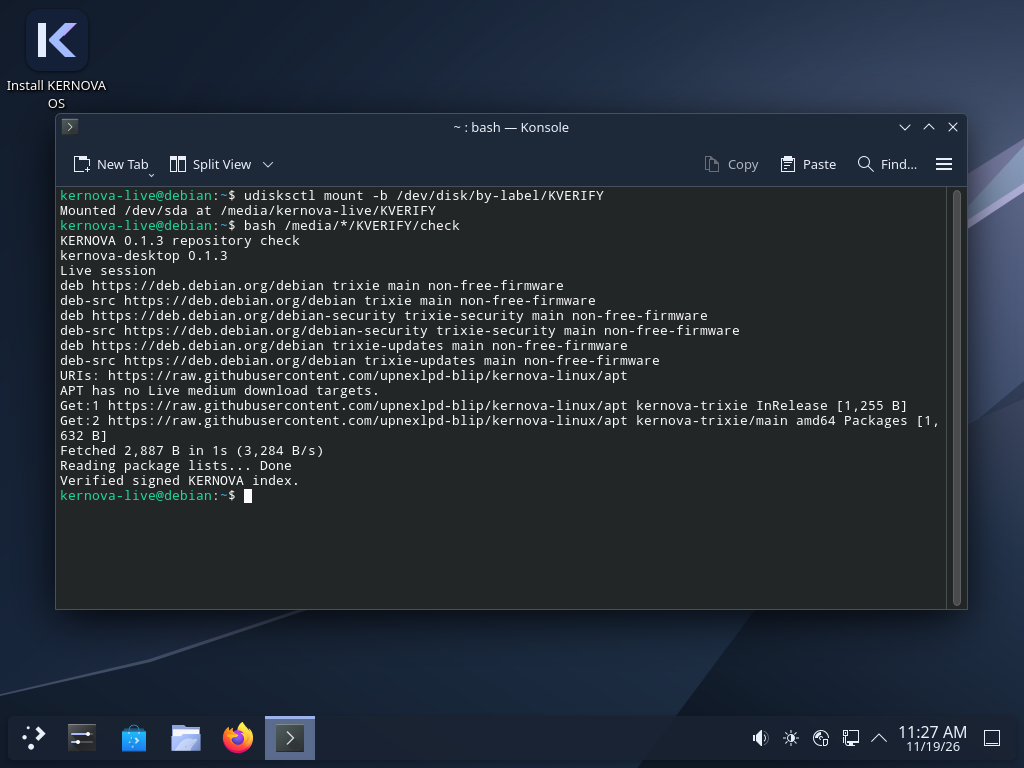 Install KERNOVA
OS
~ : bash — Konsole
New Tab
Split View
Copy
Paste
Find...
kernova-live@debian:~$ udisksctl mount -b /dev/disk/by-label/KVERIFY
Mounted /dev/sda at /media/kernova-live/KVERIFY
kernova-live@debian:~$ bash /media/*/KVERIFY/check
KERNOVA 0.1.3 repository check
kernova-desktop 0.1.3
Live session
deb https://deb.debian.org/debian trixie main non-free-firmware
deb-src https://deb.debian.org/debian trixie main non-free-firmware
deb https://deb.debian.org/debian-security trixie-security main non-free-firmware
deb-src https://deb.debian.org/debian-security trixie-security main non-free-firmware
deb https://deb.debian.org/debian trixie-updates main non-free-firmware
deb-src https://deb.debian.org/debian trixie-updates main non-free-firmware
URIs: https://raw.githubusercontent.com/upnexlpd-blip/kernova-linux/apt
APT has no Live medium download targets.
Get:1 https://raw.githubusercontent.com/upnexlpd-blip/kernova-linux/apt kernova-trixie InRelease [1,255 B]
Get:2 https://raw.githubusercontent.com/upnexlpd-blip/kernova-linux/apt kernova-trixie/main amd64 Packages [1,
632 B]
Fetched 2,887 B in 1s (3,284 B/s)
Reading package lists... Done
Verified signed KERNOVA index.
kernova-live@debian:~$
11:27 AM
11/19/26